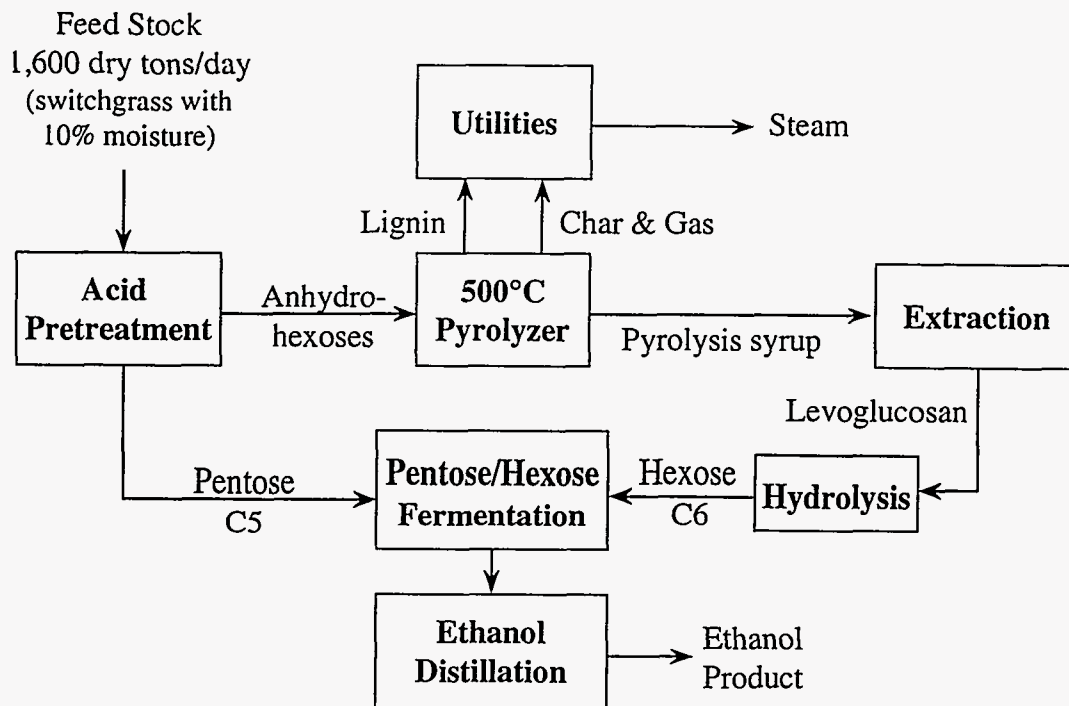 Feed Stock
1,600 dry tons/day
(switchgrass with
10% moisture)
Utilities
Steam
Lignin
Char & Gas
Acid
Pretreatment
Anhydro-
hexoses
500°C
Pyrolyzer
Pyrolysis syrup
Extraction
Levoglucosan
Pentose
C5
Pentose/Hexose
Fermentation
Hexose
C6
Hydrolysis
Ethanol
Distillation
Ethanol
Product